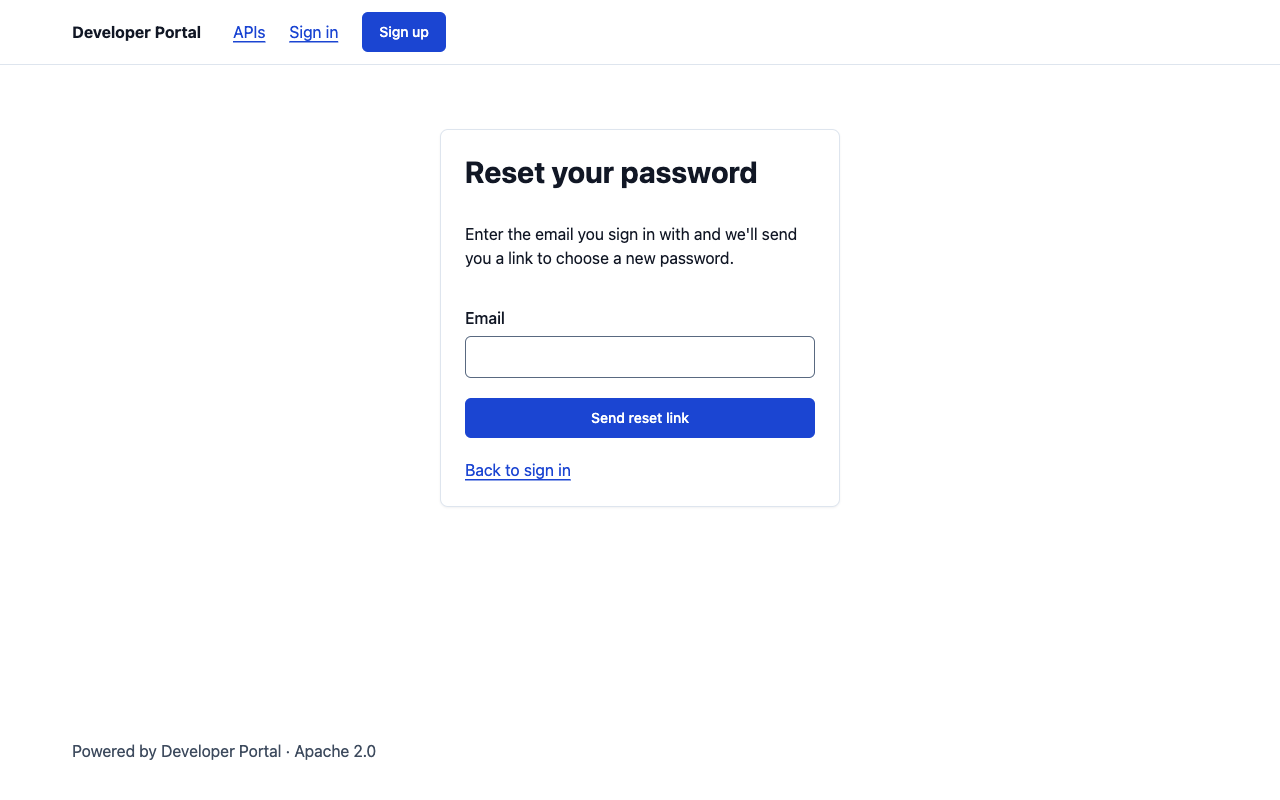 Developer Portal
APIs
Sign in
Sign up
Reset your password
Enter the email you sign in with and we'll send
you a link to choose a new password.
Email
Send reset link
Back to sign in
Powered by Developer Portal · Apache 2.0